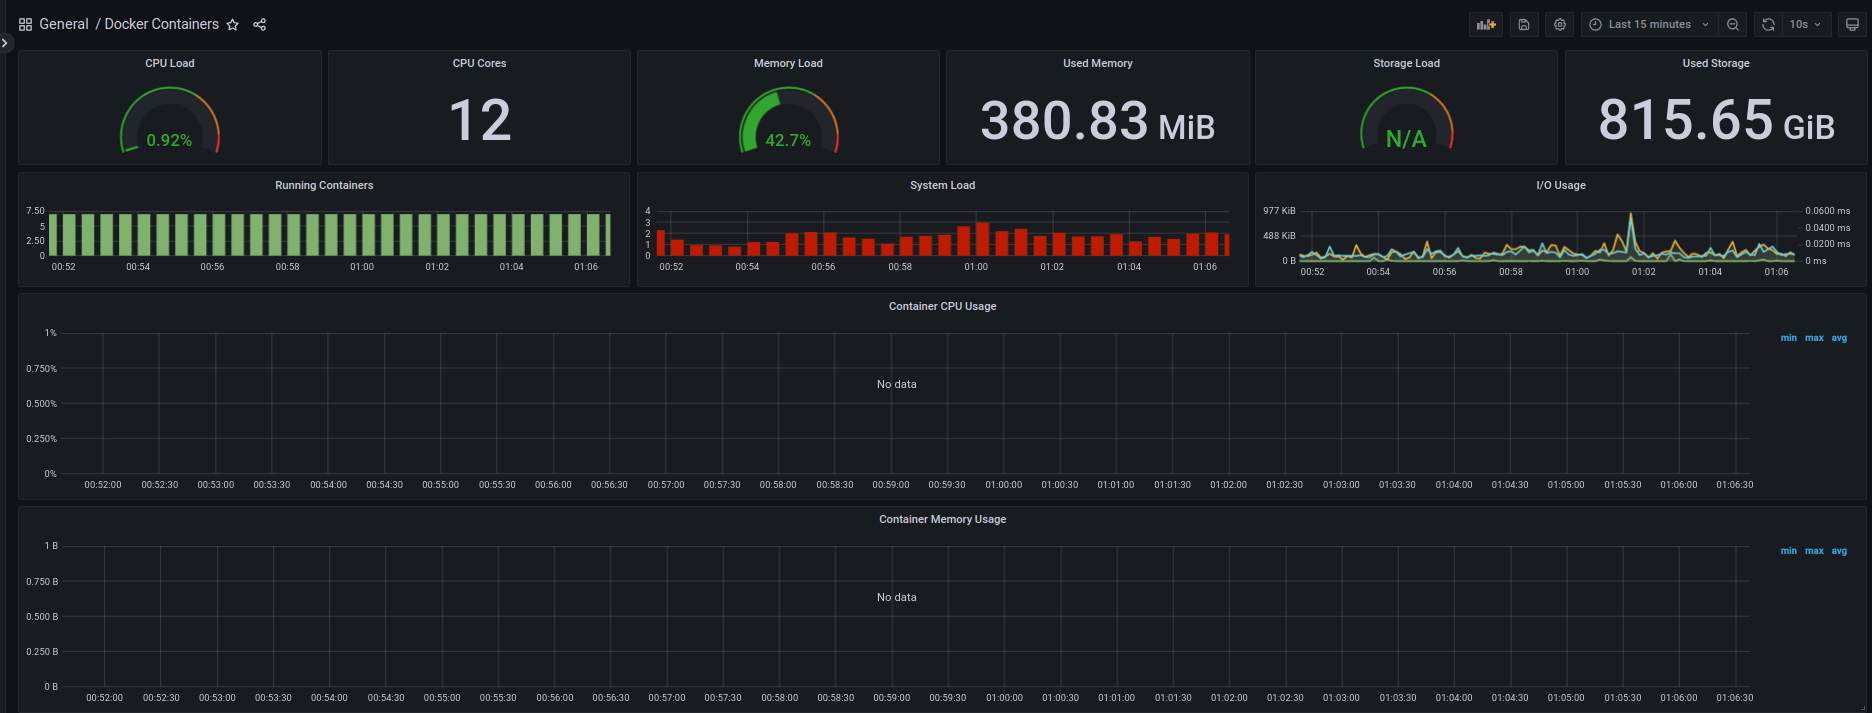 General / Docker Containers
Last 15 minutes
10s
CPU Load
0.92%
CPU Cores
12
Memory Load
42.7%
Used Memory
380.83 MiB
Storage Load
N/A
Used Storage
815.65 GiB
Running Containers
7.50
5
2.50
0
00:52 00:54 00:56 00:58 01:00 01:02 01:04 01:06
System Load
4
3
2
1
0
00:52 00:54 00:56 00:58 01:00 01:02 01:04 01:06
I/O Usage
977 KiB
488 KiB
0 B
0.0600 ms
0.0400 ms
0.0200 ms
0 ms
00:52 00:54 00:56 00:58 01:00 01:02 01:04 01:06
Container CPU Usage
1%
0.750%
0.500%
0.250%
0%
No data
min max avg
00:52:00 00:52:30 00:53:00 00:53:30 00:54:00 00:54:30 00:55:00 00:55:30 00:56:00 00:56:30 00:57:00 00:57:30 00:58:00 00:58:30 00:59:00 00:59:30 01:00:00 01:00:30 01:01:00 01:01:30 01:02:00 01:02:30 01:03:00 01:03:30 01:04:00 01:04:30 01:05:00 01:05:30 01:06:00 01:06:30
Container Memory Usage
1 B
0.750 B
0.500 B
0.250 B
0 B
No data
min max avg
00:52:00 00:52:30 00:53:00 00:53:30 00:54:00 00:54:30 00:55:00 00:55:30 00:56:00 00:56:30 00:57:00 00:57:30 00:58:00 00:58:30 00:59:00 00:59:30 01:00:00 01:00:30 01:01:00 01:01:30 01:02:00 01:02:30 01:03:00 01:03:30 01:04:00 01:04:30 01:05:00 01:05:30 01:06:00 01:06:30